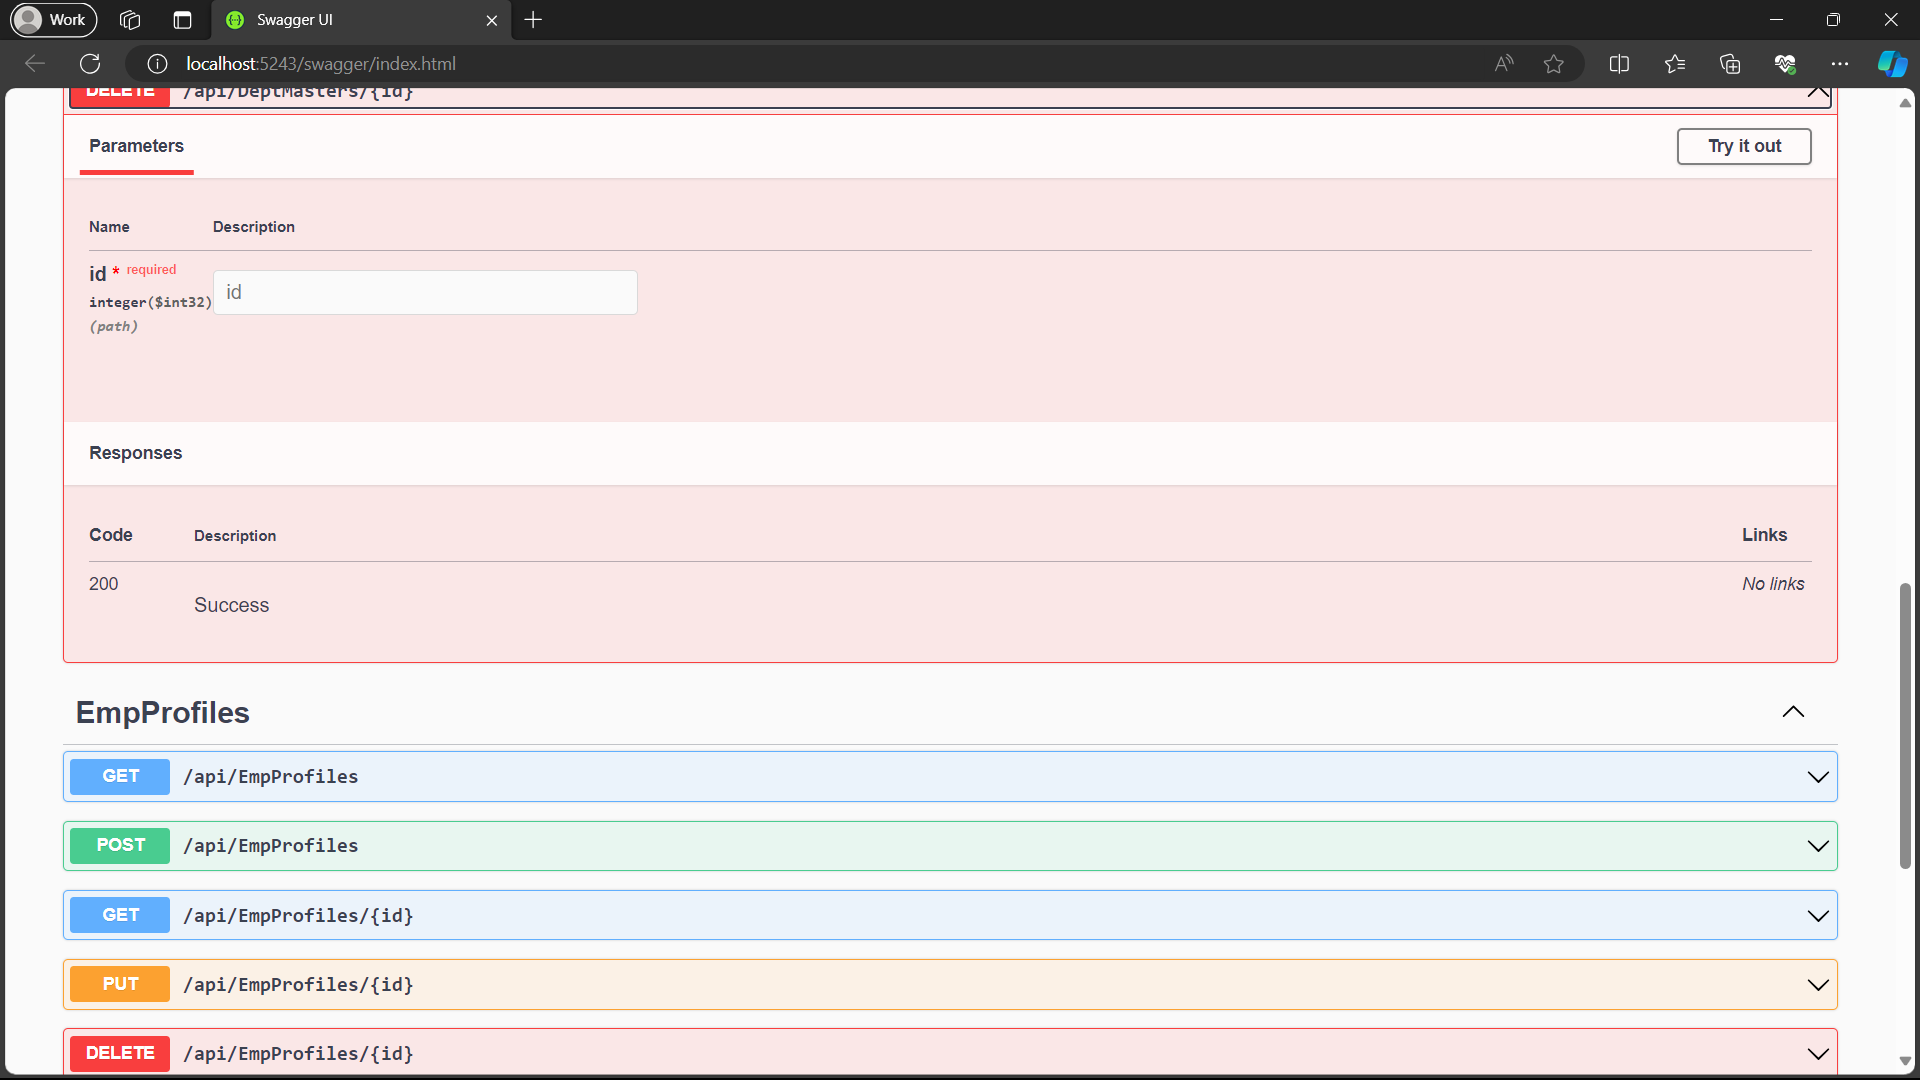 Work
Swagger UI
localhost:5243/swagger/index.html
DELETE /api/DeptMasters/{id}
Parameters
Try it out
Name Description
id * required
integer($int32)
(path)
id
Responses
Code Description Links
200 No links
Success
EmpProfiles
GET /api/EmpProfiles
POST /api/EmpProfiles
GET /api/EmpProfiles/{id}
PUT /api/EmpProfiles/{id}
DELETE /api/EmpProfiles/{id}